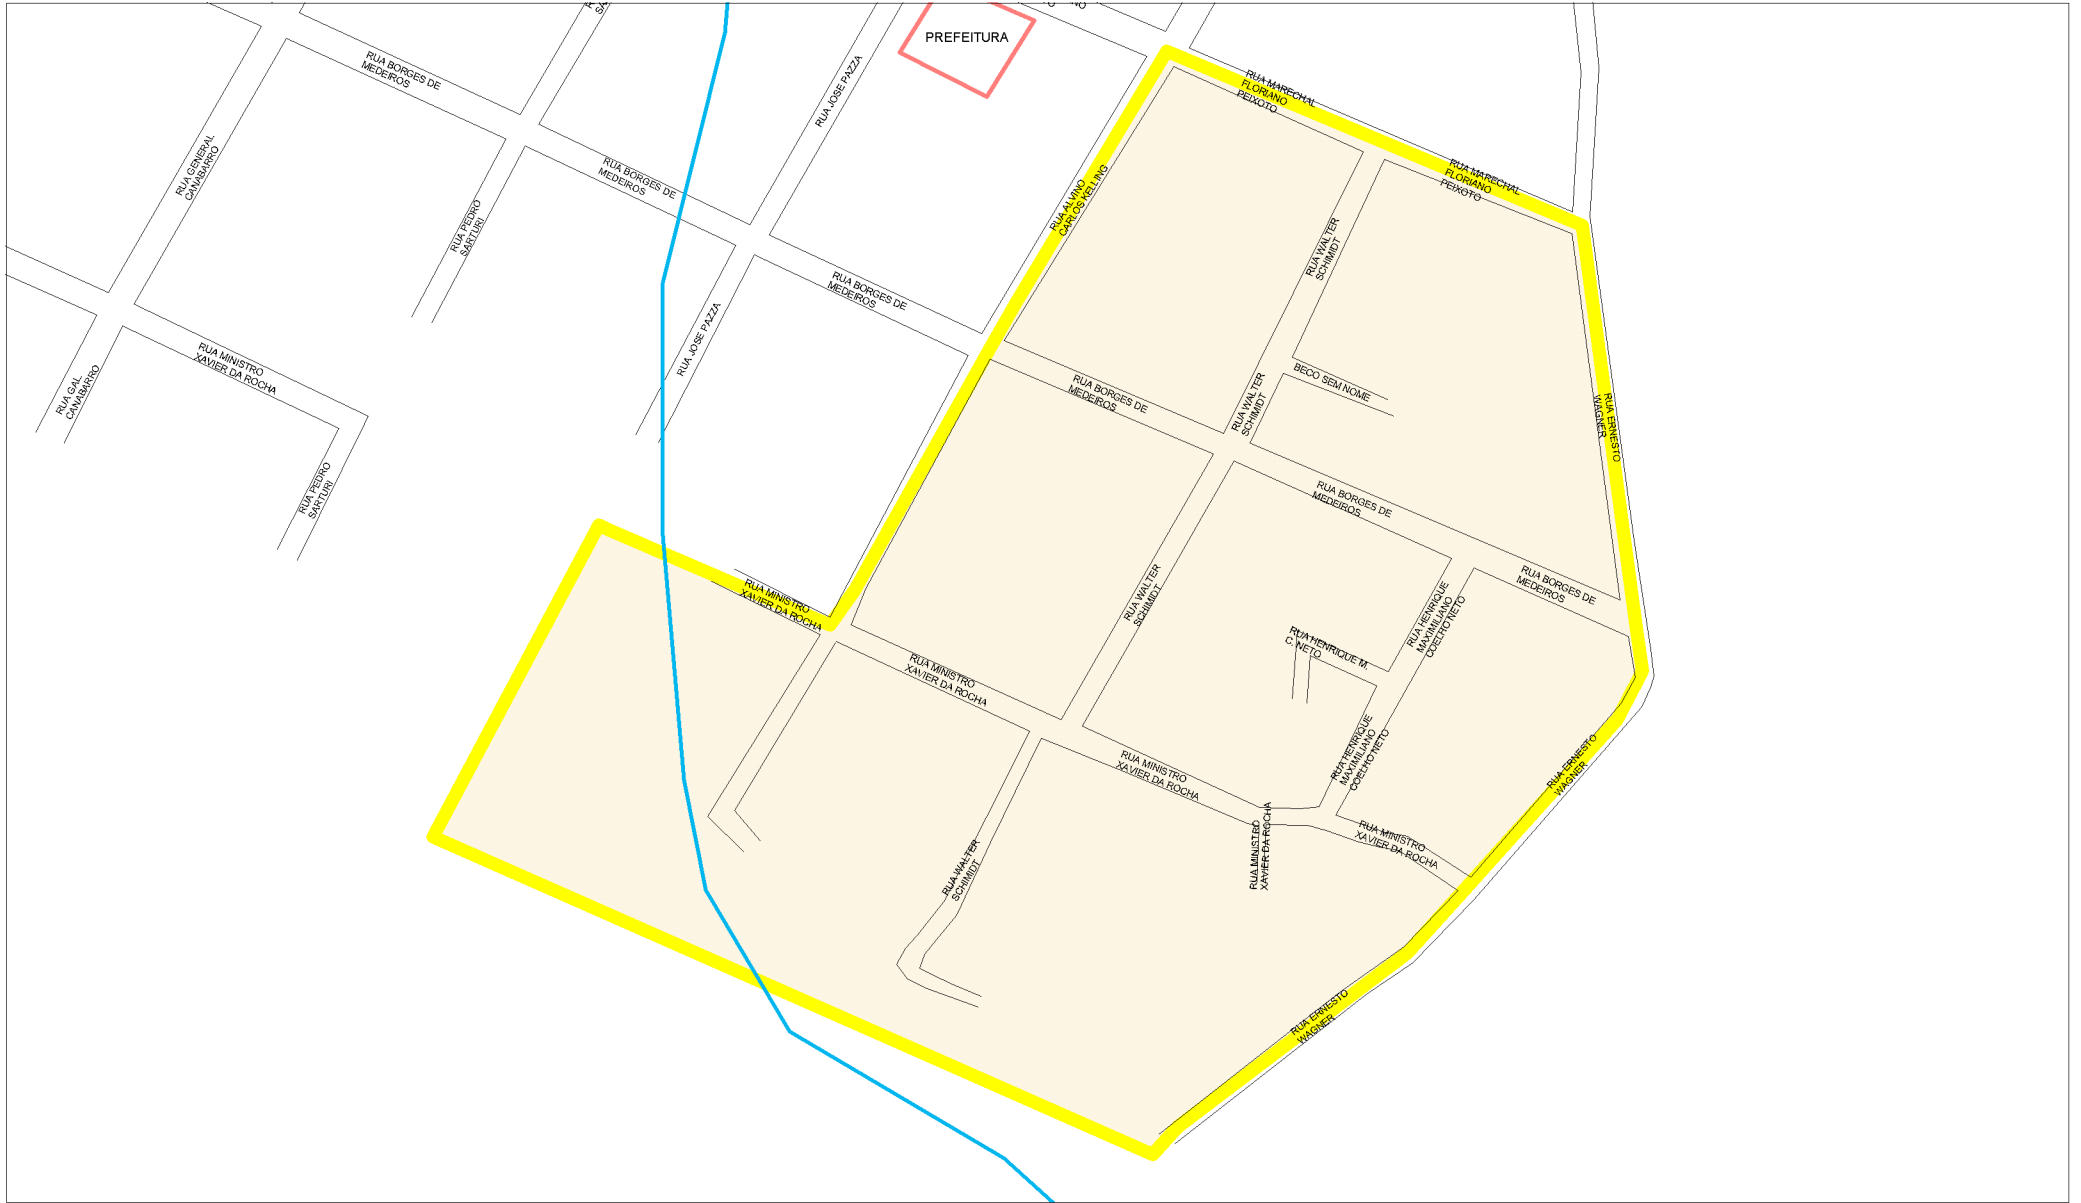 PREFEITURA
RUA BORGES DE
MEDEIROS
RUA JOSE PAZZA
RUA MARECHAL
FLORIANO
PEIXOTO
RUA GENERAL
CANABARRO
RUA BORGES DE
MEDEIROS
RUA MARECHAL
FLORIANO
PEIXOTO
RUA ALVINO
CARLOS KELLING
RUA PEDRO
SARTURI
RUA WALTER
SCHIMIDT
RUA BORGES DE
MEDEIROS
RUA JOSE PAZZA
RUA MINISTRO
XAVIER DA ROCHA
RUA GAL.
CANABARRO
BECO SEM NOME
RUA BORGES DE
MEDEIROS
RUA WALTER
SCHIMIDT
RUA ERNESTO
WAGNER
RUA PEDRO
SARTURI
RUA BORGES DE
MEDEIROS
RUA BORGES DE
MEDEIROS
RUA MINISTRO
XAVIER DA ROCHA
RUA WALTER
SCHIMIDT
RUA HENRIQUE
MAXIMILIANO
COELHO NETO
RUA HENRIQUE M.
C. NETO
RUA MINISTRO
XAVIER DA ROCHA
RUA HENRIQUE
MAXIMILIANO
COELHO NETO
RUA MINISTRO
XAVIER DA ROCHA
RUA ERNESTO
WAGNER
RUA MINISTRO
XAVIER DA ROCHA
RUA MINISTRO
XAVIER DA ROCHA
RUA WALTER
SCHIMIDT
RUA ERNESTO
WAGNER